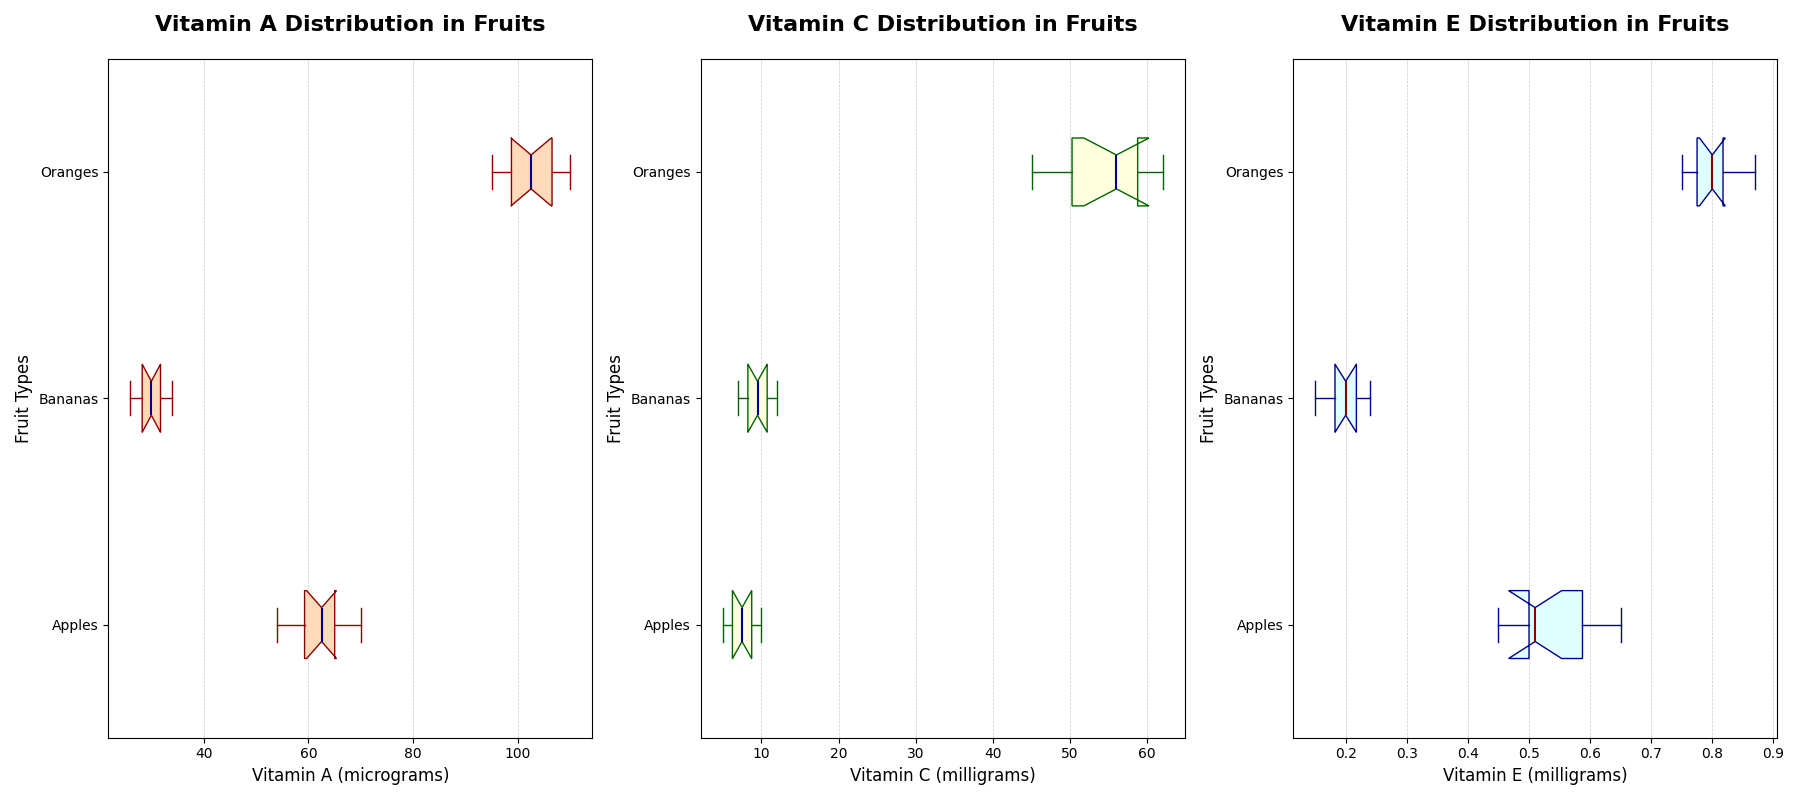 Vitamin A Distribution in Fruits
Fruit Types
Oranges
Bananas
Apples
40 60 80 100
Vitamin A (micrograms)
Vitamin C Distribution in Fruits
Fruit Types
Oranges
Bananas
Apples
10 20 30 40 50 60
Vitamin C (milligrams)
Vitamin E Distribution in Fruits
Fruit Types
Oranges
Bananas
Apples
0.2 0.3 0.4 0.5 0.6 0.7 0.8 0.9
Vitamin E (milligrams)